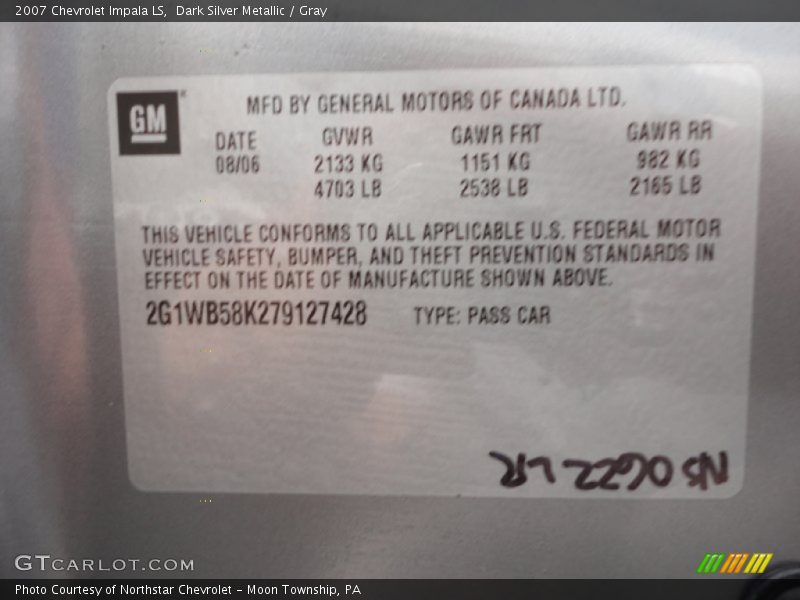 2007 Chevrolet Impala LS,  Dark Silver Metallic / Gray
GM
MFD BY GENERAL MOTORS OF CANADA LTD.
DATE GVWR GAWR FRT GAWR RR
08/06 2133 KG 1151 KG 982 KG
4703 LB 2538 LB 2165 LB
THIS VEHICLE CONFORMS TO ALL APPLICABLE U.S. FEDERAL MOTOR
VEHICLE SAFETY, BUMPER, AND THEFT PREVENTION STANDARDS IN
EFFECT ON THE DATE OF MANUFACTURE SHOWN ABOVE.
2G1WB58K279127428 TYPE: PASS CAR
GTCARLOT.COM
Photo Courtesy of Northstar Chevrolet - Moon Township, PA